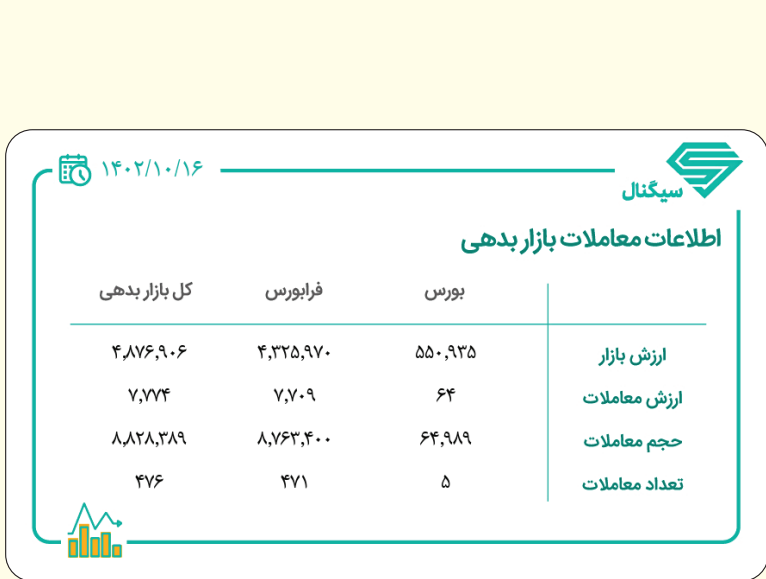 ۱۴۰۲/۱۰/۱۶
سیگنال
اطلاعات معاملات بازار بدهی
بورس فرابورس کل بازار بدهی
ارزش بازار ۵۵۰,۹۳۵ ۴,۳۲۵,۹۷۰ ۴,۸۷۶,۹۰۶
ارزش معاملات ۶۴ ۷,۷۰۹ ۷,۷۷۴
حجم معاملات ۶۴,۹۸۹ ۸,۷۶۳,۴۰۰ ۸,۸۲۸,۳۸۹
تعداد معاملات ۵ ۴۷۱ ۴۷۶